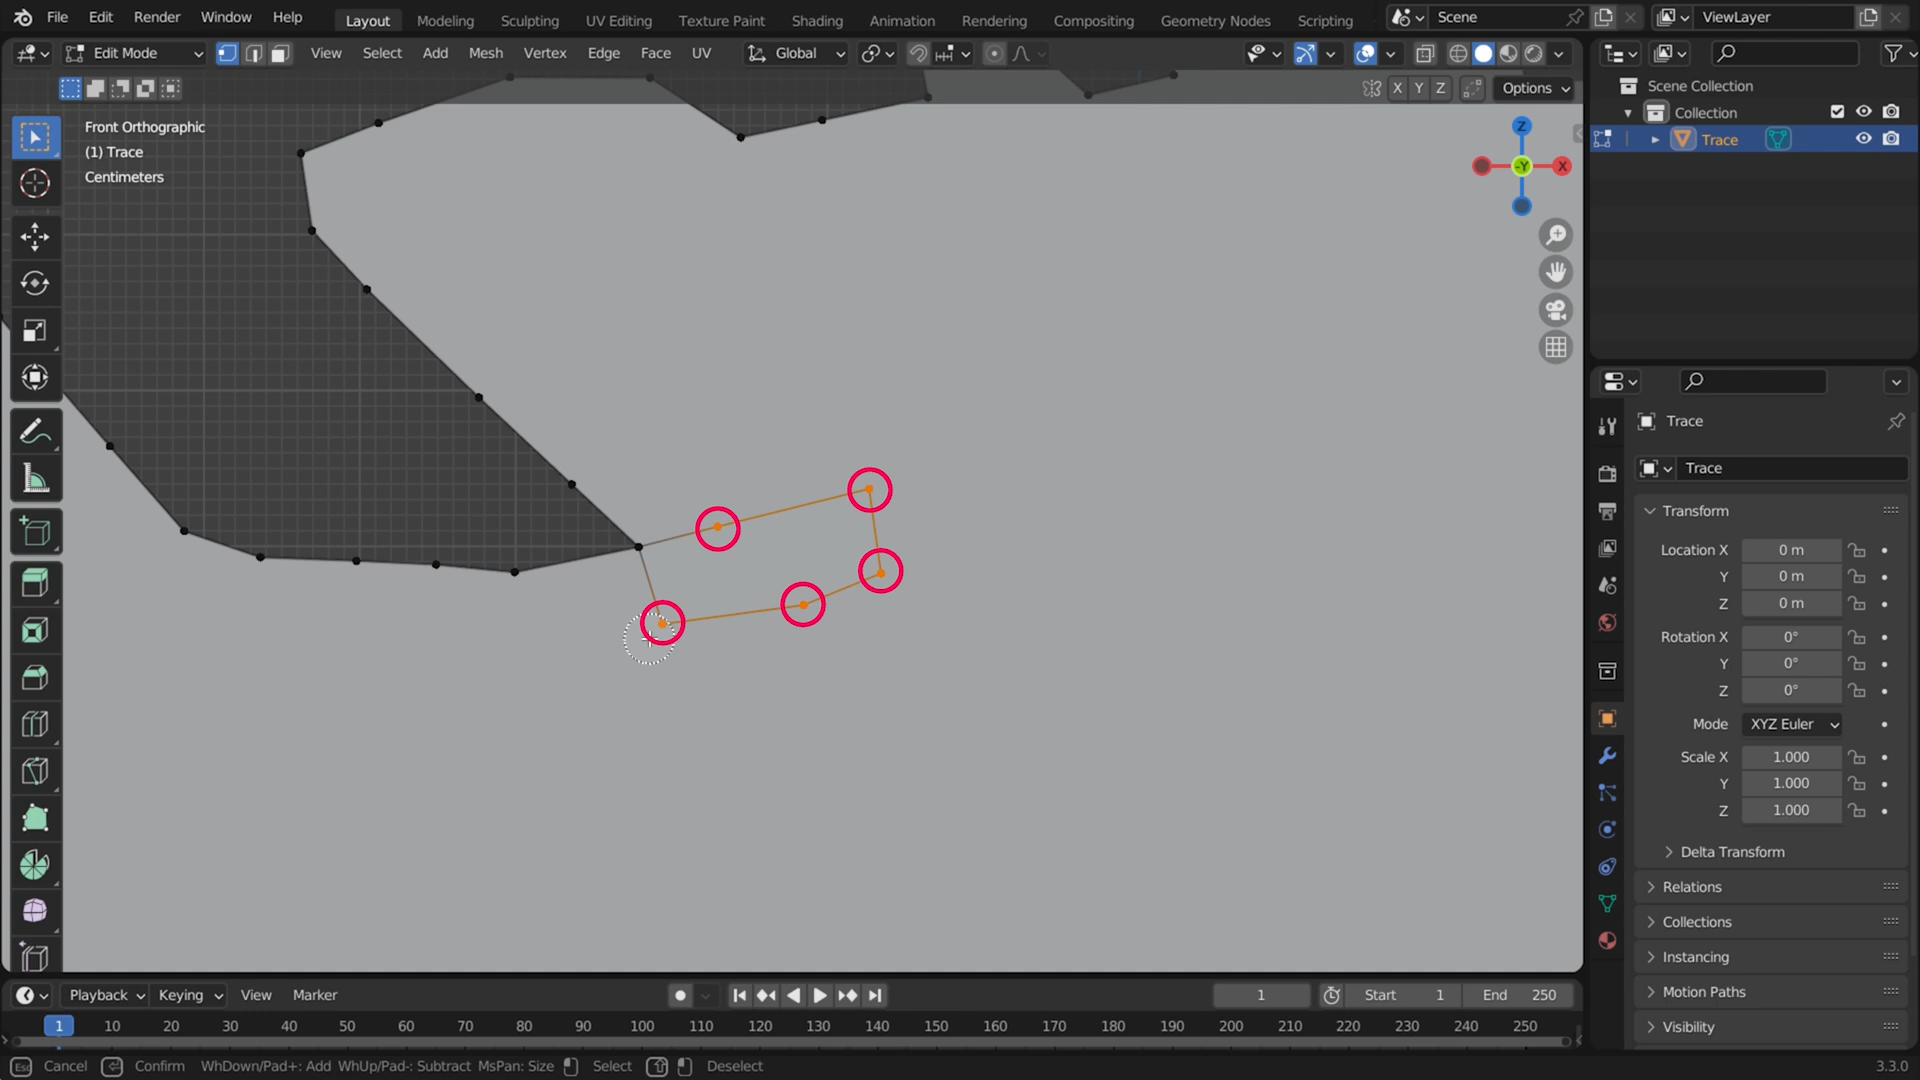 File Edit Render Window Help Layout Modeling Sculpting UV Editing Texture Paint Shading Animation Rendering Compositing Geometry Nodes Scripting Scene ViewLayer
Edit Mode View Select Add Mesh Vertex Edge Face UV Global
X Y Z Options
Front Orthographic
(1) Trace
Centimeters
Z
-Y
X
Scene Collection
Collection
Trace
Trace
Trace
Transform
Location X 0 m
Y 0 m
Z 0 m
Rotation X 0°
Y 0°
Z 0°
Mode XYZ Euler
Scale X 1.000
Y 1.000
Z 1.000
Delta Transform
Relations
Collections
Instancing
Motion Paths
Visibility
Playback Keying View Marker 1 Start 1 End 250
1 10 20 30 40 50 60 70 80 90 100 110 120 130 140 150 160 170 180 190 200 210 220 230 240 250
Esc Cancel Confirm WhDown/Pad+: Add WhUp/Pad-: Subtract MsPan: Size Select Deselect 3.3.0